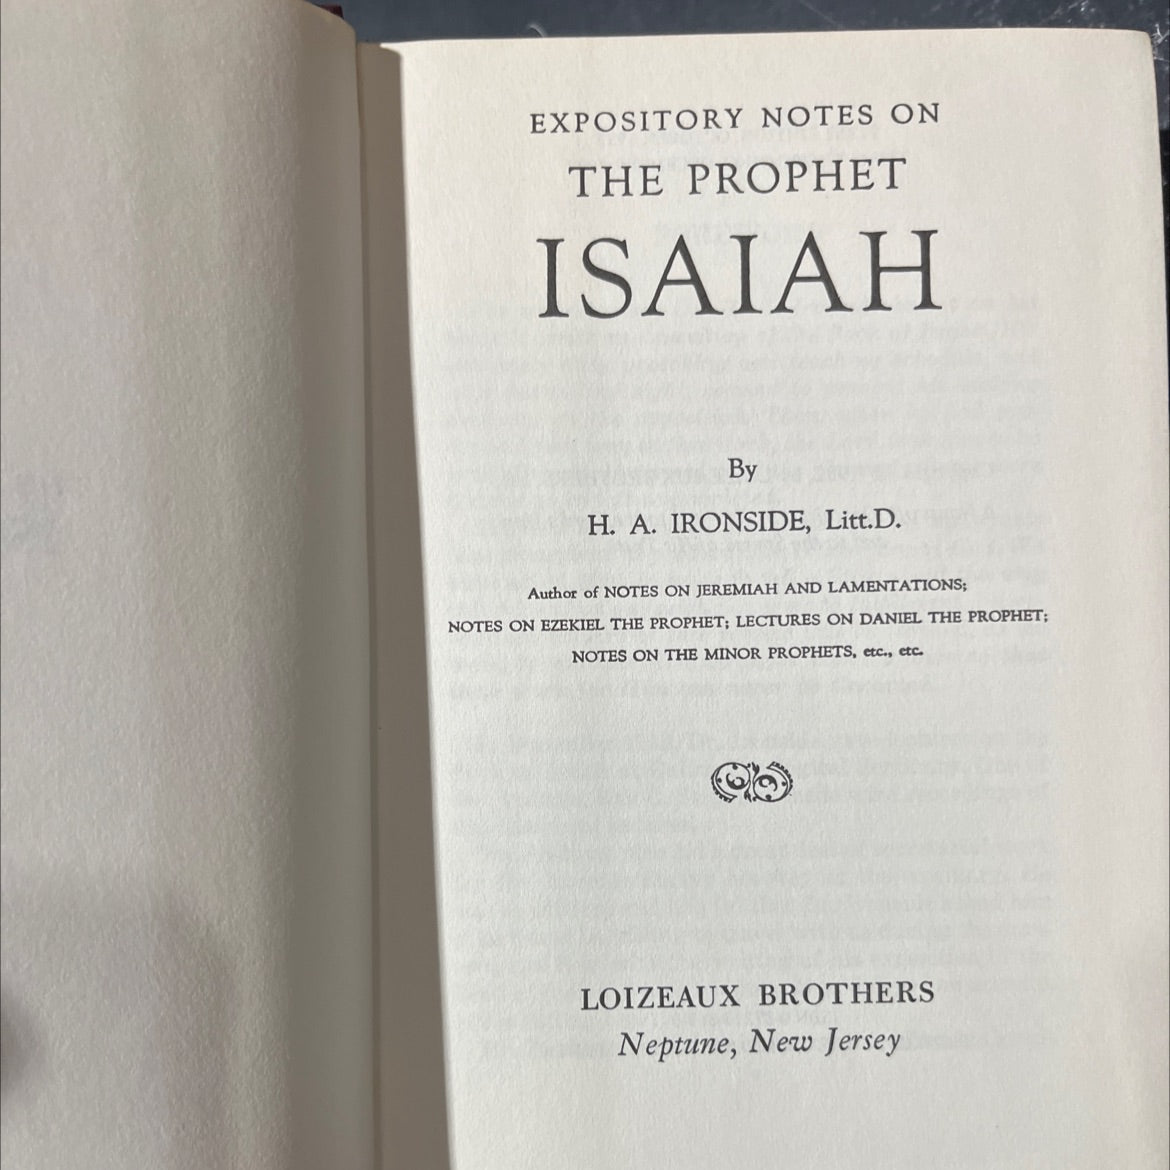 EXPOSITORY NOTES ON
THE PROPHET
ISAIAH
By
H. A. IRONSIDE, Litt.D.
Author of NOTES ON JEREMIAH AND LAMENTATIONS;
NOTES ON EZEKIEL THE PROPHET; LECTURES ON DANIEL THE PROPHET;
NOTES ON THE MINOR PROPHETS, etc., etc.
LOIZEAUX BROTHERS
Neptune, New Jersey